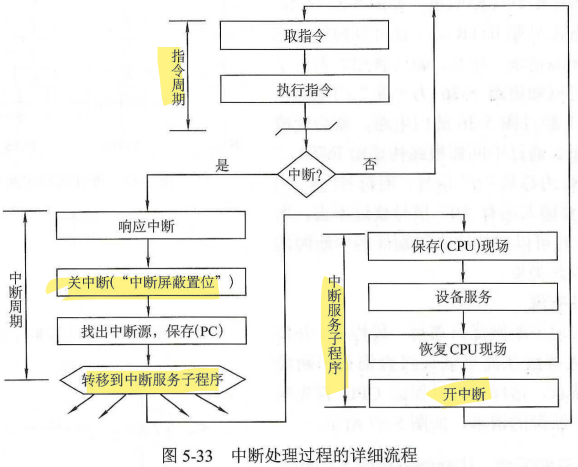 取指令
指令周期
执行指令
是
中断?
否
响应中断
保存(CPU)现场
关中断(“中断屏蔽置位”)
中断周期
设备服务
中断服务子程序
找出中断源，保存(PC)
恢复CPU现场
转移到中断服务子程序
开中断
图 5-33 中断处理过程的详细流程